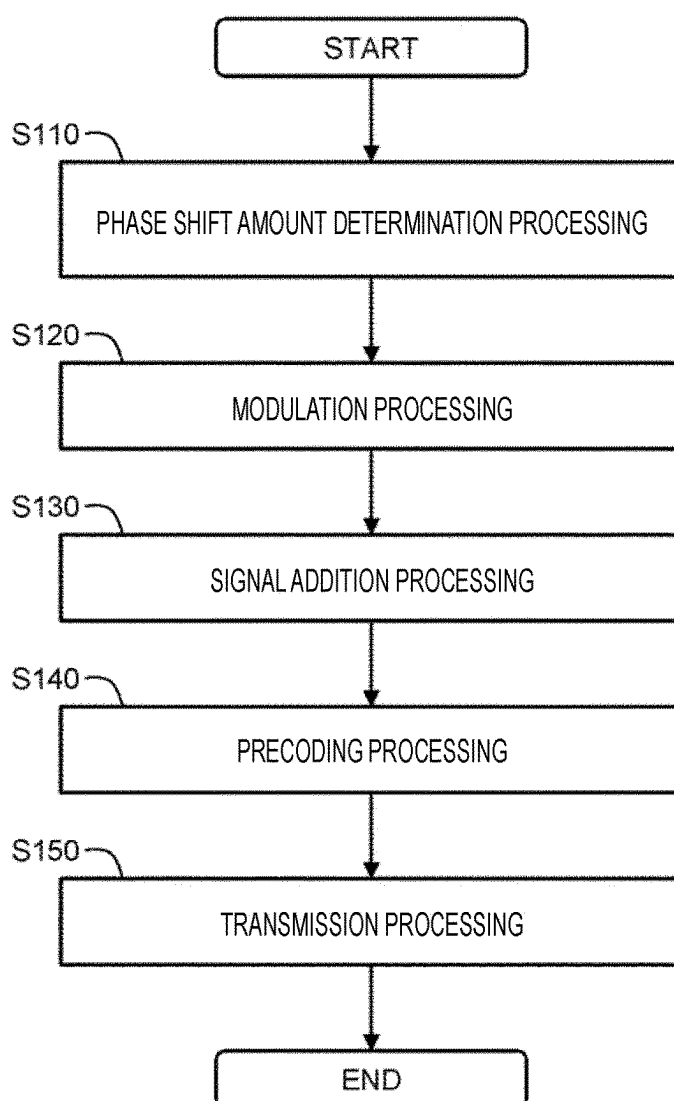 START
S110
PHASE SHIFT AMOUNT DETERMINATION PROCESSING
S120
MODULATION PROCESSING
S130
SIGNAL ADDITION PROCESSING
S140
PRECODING PROCESSING
S150
TRANSMISSION PROCESSING
END